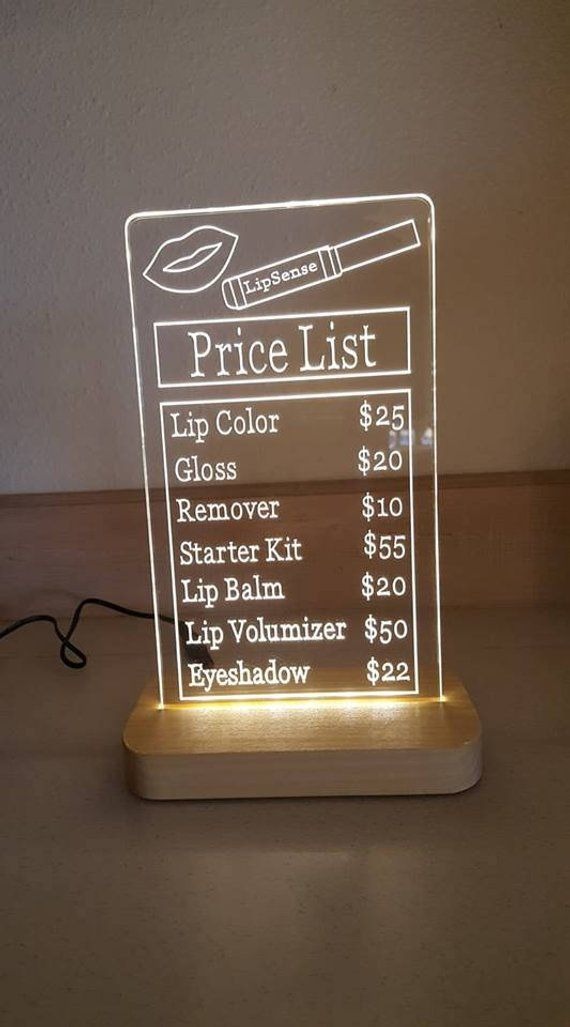 LipSense
Price List
Lip Color $25
Gloss $20
Remover $10
Starter Kit $55
Lip Balm $20
Lip Volumizer $50
Eyeshadow $22